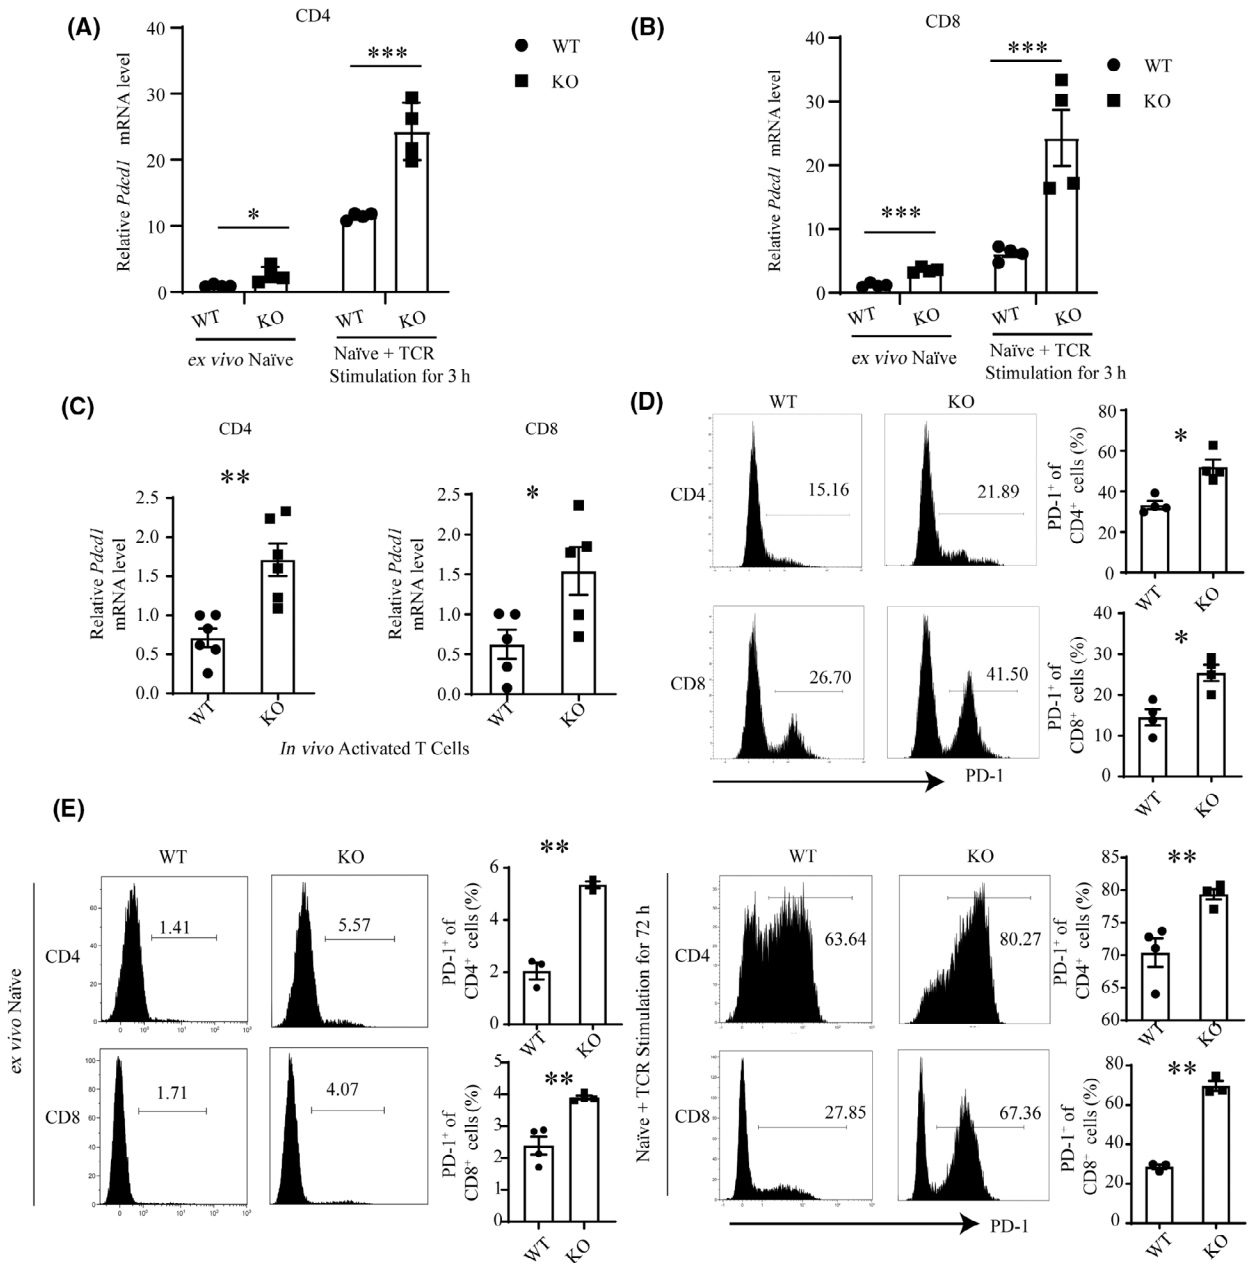 (A)
CD4
Relative Pdcd1 mRNA level
40
30
20
10
0
*
***
WT
KO
WT
KO
WT
KO
ex vivo Naïve
Naïve + TCR
Stimulation for 3 h
(B)
CD8
Relative Pdcd1 mRNA level
40
30
20
10
0
***
***
WT
KO
WT
KO
WT
KO
ex vivo Naïve
Naïve + TCR
Stimulation for 3 h
(C)
CD4
**
Relative Pdcd1
mRNA level
2.5
2.0
1.5
1.0
0.5
0.0
WT
KO
CD8
*
Relative Pdcd1
mRNA level
2.5
2.0
1.5
1.0
0.5
0.0
WT
KO
In vivo Activated T Cells
(D)
WT
KO
CD4
15.16
21.89
PD-1+ of
CD4+ cells (%)
80
60
40
20
0
*
WT
KO
CD8
26.70
41.50
PD-1+ of
CD8+ cells (%)
40
30
20
10
0
*
WT
KO
PD-1
(E)
ex vivo Naïve
WT
KO
CD4
1.41
5.57
PD-1+ of
CD4+ cells (%)
6
4
2
0
**
WT
KO
CD8
1.71
4.07
PD-1+ of
CD8+ cells (%)
5
4
3
2
1
0
**
WT
KO
Naïve + TCR Stimulation for 72 h
WT
KO
CD4
63.64
80.27
PD-1+ of
CD4+ cells (%)
85
80
75
70
65
60
**
WT
KO
CD8
27.85
67.36
PD-1− of
CD8− cells (%)
80
60
40
20
0
**
WT
KO
PD-1